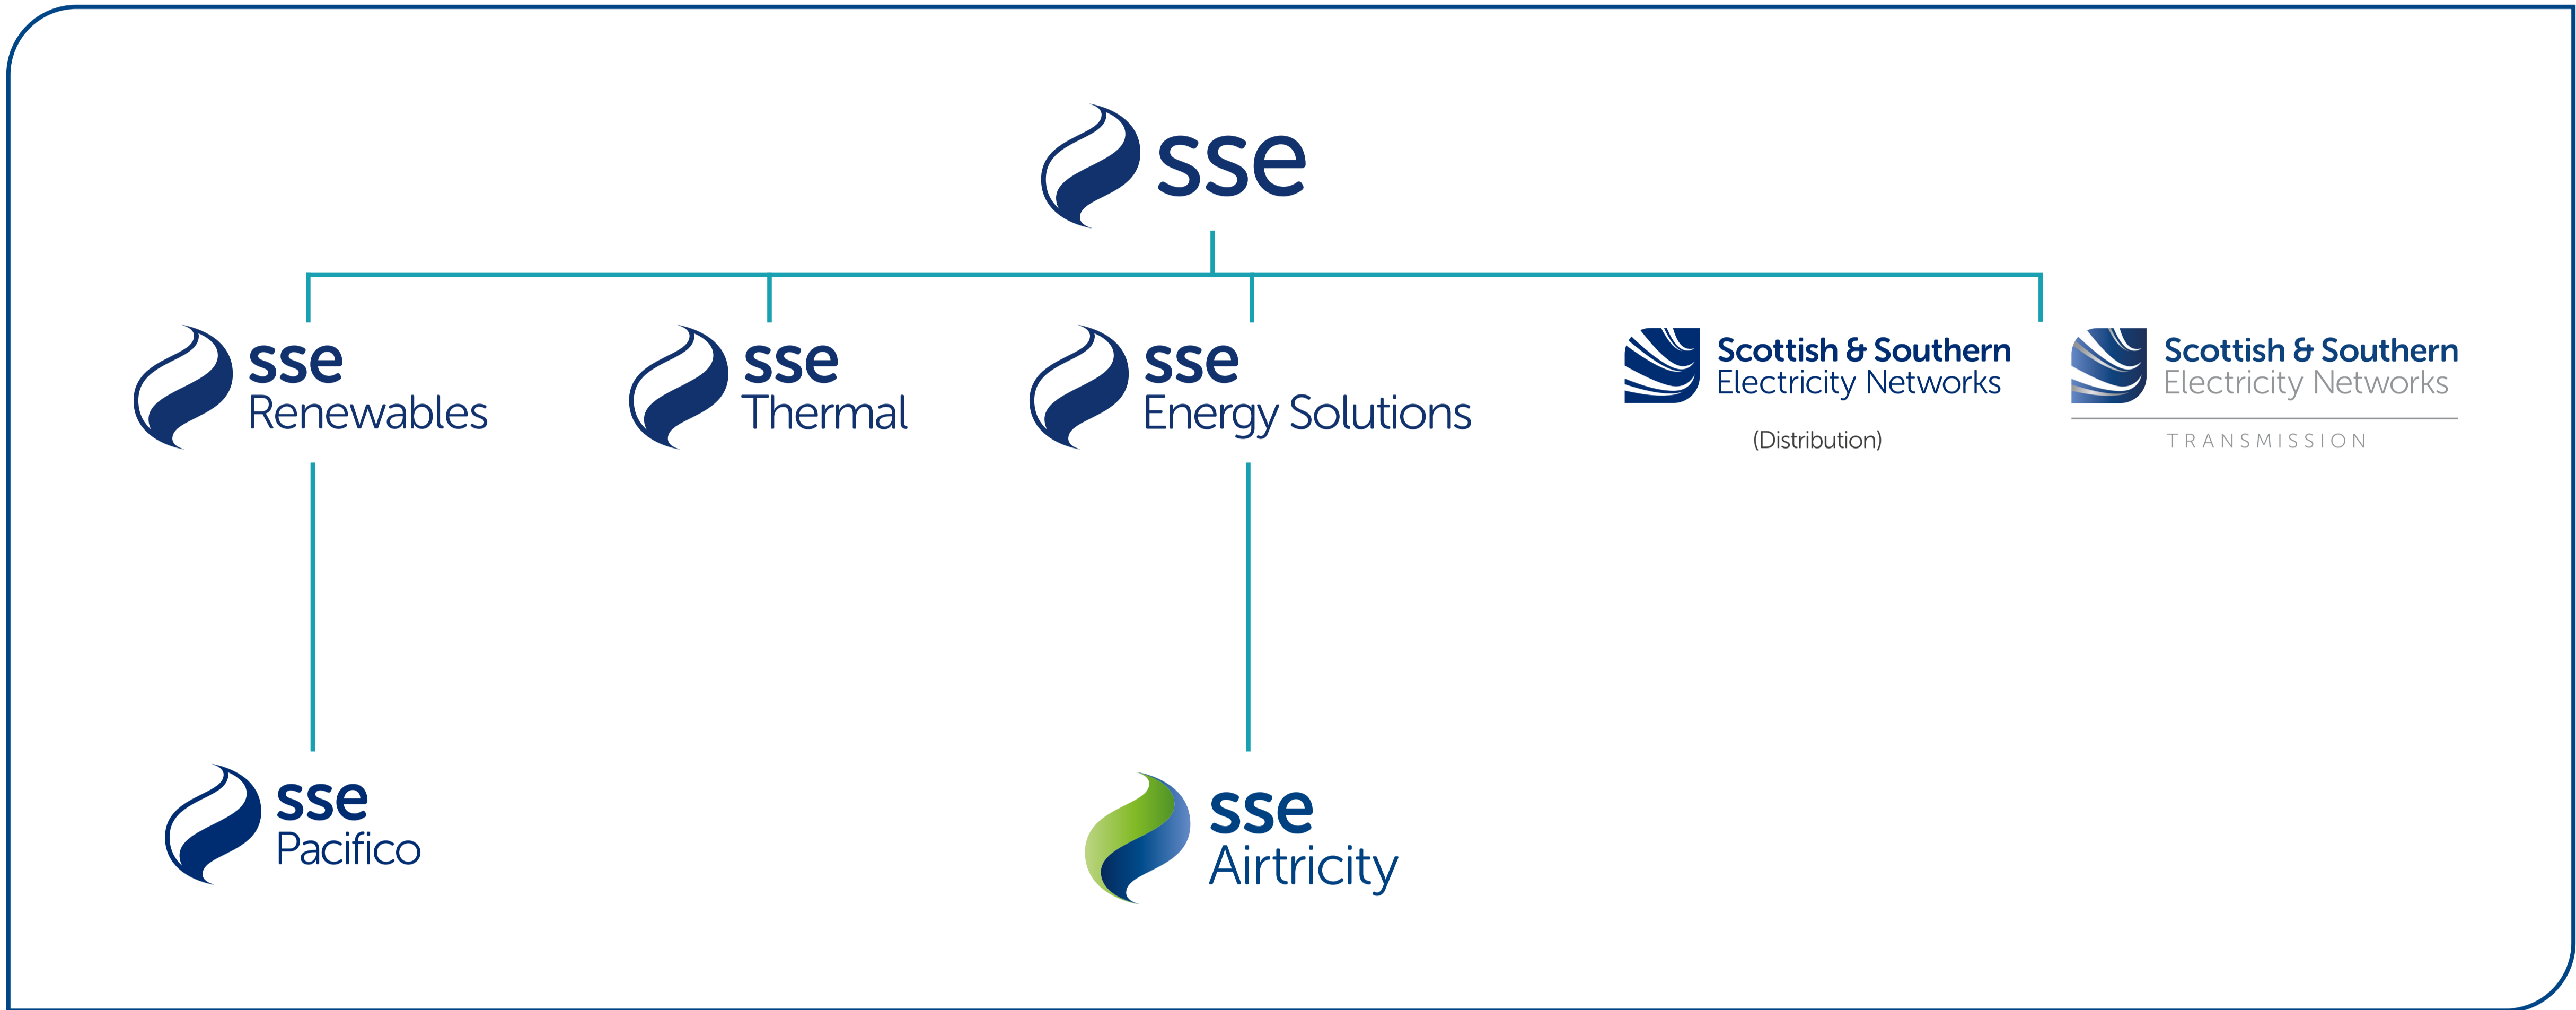 sse
sse
Renewables
sse
Thermal
sse
Energy Solutions
Scottish & Southern
Electricity Networks
(Distribution)
Scottish & Southern
Electricity Networks
TRANSMISSION
sse
Pacifico
sse
Airtricity